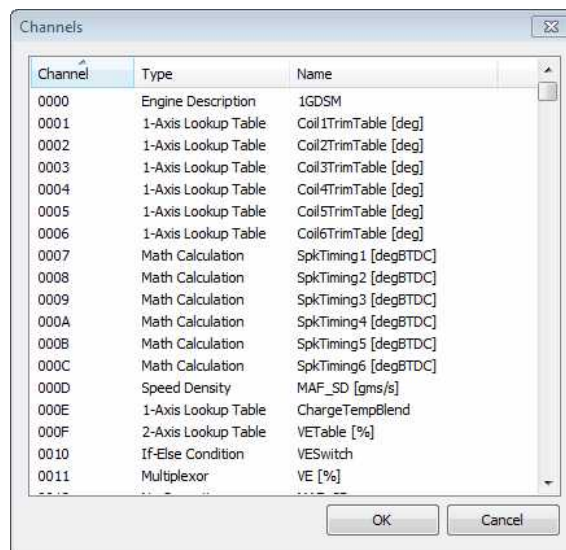 Channels
Channel Type Name
0000 Engine Description 1GDSM
0001 1-Axis Lookup Table Coil1TrimTable [deg]
0002 1-Axis Lookup Table Coil2TrimTable [deg]
0003 1-Axis Lookup Table Coil3TrimTable [deg]
0004 1-Axis Lookup Table Coil4TrimTable [deg]
0005 1-Axis Lookup Table Coil5TrimTable [deg]
0006 1-Axis Lookup Table Coil6TrimTable [deg]
0007 Math Calculation SpkTiming1 [degBTDC]
0008 Math Calculation SpkTiming2 [degBTDC]
0009 Math Calculation SpkTiming3 [degBTDC]
000A Math Calculation SpkTiming4 [degBTDC]
000B Math Calculation SpkTiming5 [degBTDC]
000C Math Calculation SpkTiming6 [degBTDC]
000D Speed Density MAF_SD [gms/s]
000E 1-Axis Lookup Table ChargeTempBlend
000F 2-Axis Lookup Table VETable [%]
0010 If-Else Condition VESwitch
0011 Multiplexor VE [%]
OK Cancel